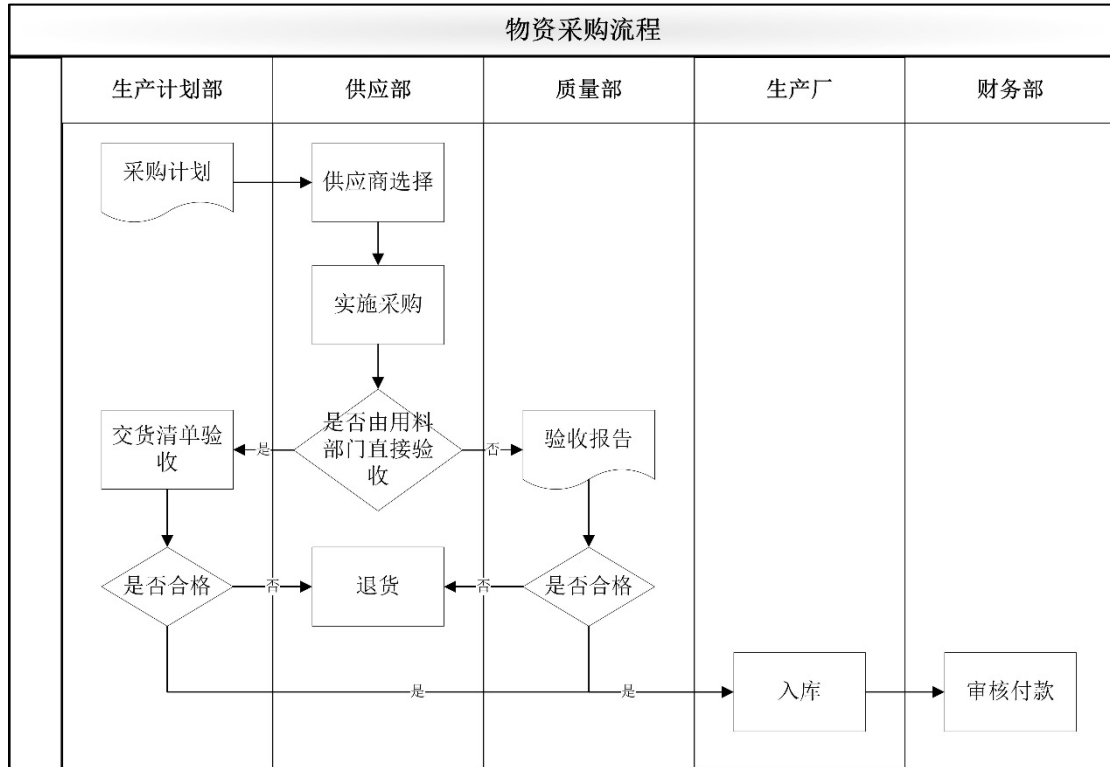 物资采购流程
生产计划部
供应部
质量部
生产厂
财务部
采购计划
供应商选择
实施采购
是否由用料
部门直接验
收
是
否
交货清单验
收
验收报告
是否合格
否
退货
否
是否合格
是
是
入库
审核付款